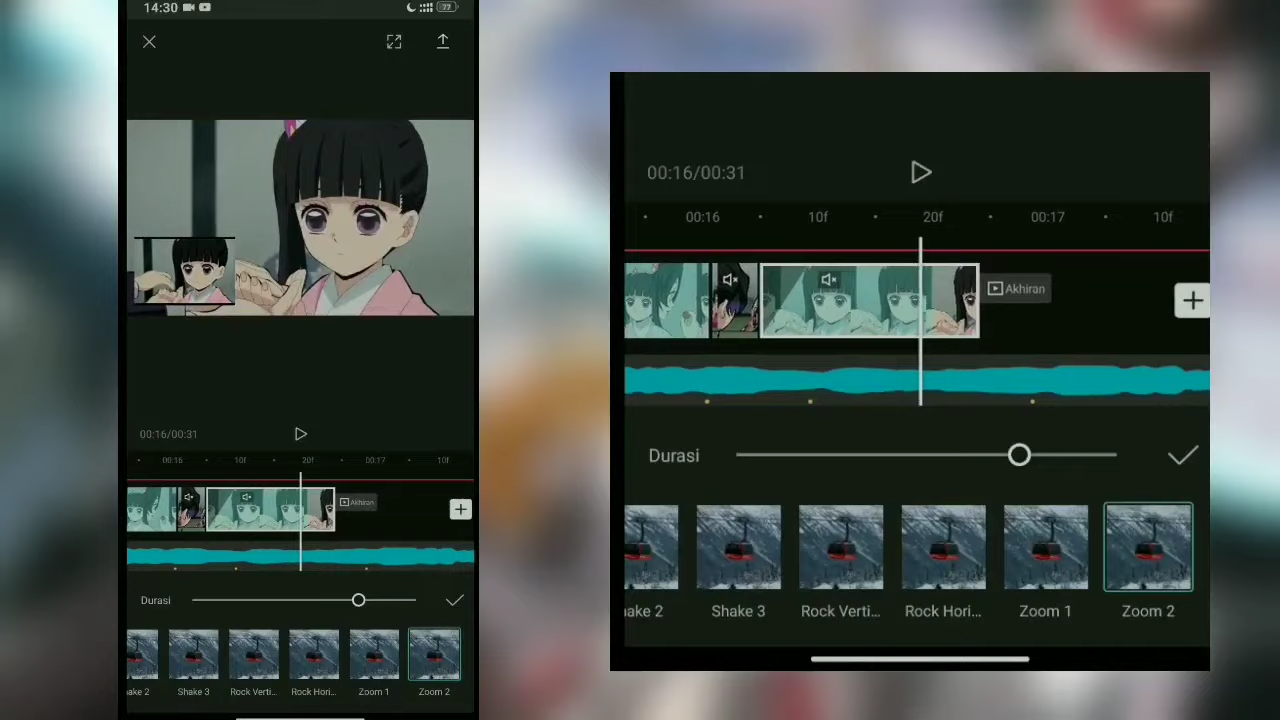 14:30
77
00:16/00:31
00:16 10f 20f 00:17 10f
Akhiran
Durasi
ake 2 Shake 3 Rock Verti... Rock Hori... Zoom 1 Zoom 2
00:16/00:31
00:16 10f 20f 00:17 10f
Akhiran
Durasi
ake 2 Shake 3 Rock Verti... Rock Hori... Zoom 1 Zoom 2